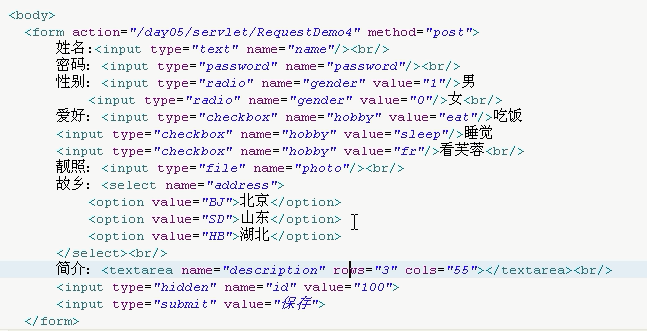 <body>
<form action="/day05/servlet/RequestDemo4" method="post">
姓名:<input type="text" name="name"/><br/>
密码: <input type="password" name="password"/><br/>
性别: <input type="radio" name="gender" value="1"/>男
<input type="radio" name="gender" value="0"/>女<br/>
爱好: <input type="checkbox" name="hobby" value="eat"/>吃饭
<input type="checkbox" name="hobby" value="sleep"/>睡觉
<input type="checkbox" name="hobby" value="fr"/>看芙蓉<br/>
靓照: <input type="file" name="photo"/><br/>
故乡: <select name="address">
<option value="BJ">北京</option>
<option value="SD">山东</option>
<option value="HB">湖北</option>
</select><br/>
简介: <textarea name="description" rows="3" cols="55"></textarea><br/>
<input type="hidden" name="id" value="100">
<input type="submit" value="保存">
</form>